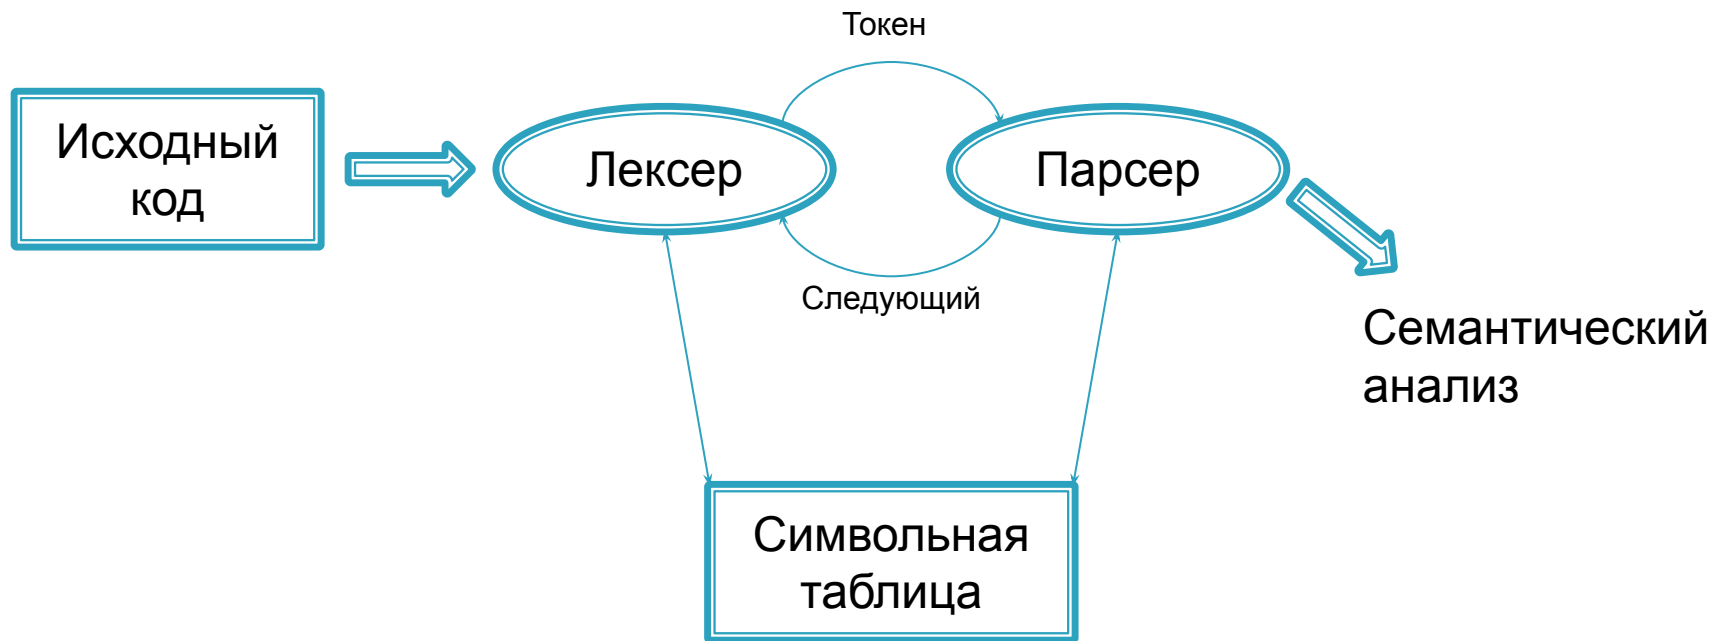 Токен
Исходный
код
Лексер
Парсер
Следующий
Семантический
анализ
Символьная
таблица